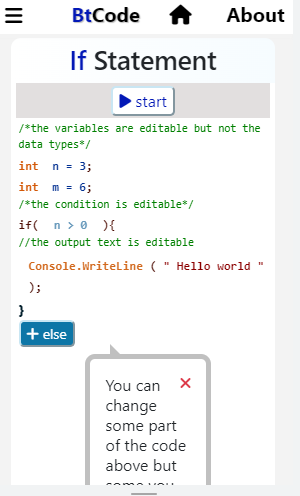 BtCode About
If Statement
start
/*the variables are editable but not the
data types*/
int n = 3;
int m = 6;
/*the condition is editable*/
if( n > 0 ){
//the output text is editable
Console.WriteLine ( " Hello world "
);
}
+ else
You can
change
some part
of the code
above but
some you